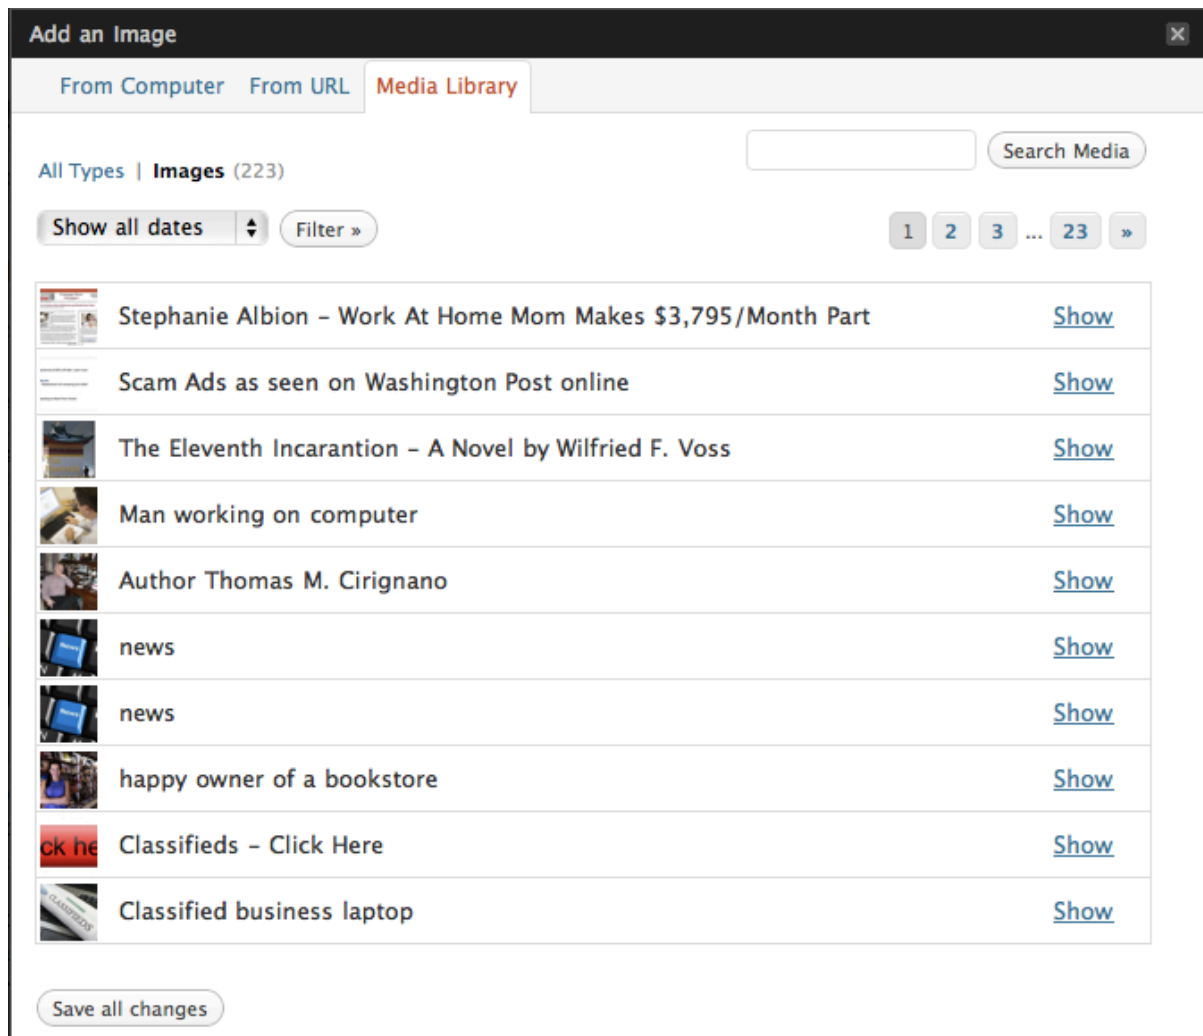 Add an Image
From Computer From URL Media Library
Search Media
All Types | Images (223)
Show all dates Filter » 1 2 3 ... 23 »
Stephanie Albion – Work At Home Mom Makes $3,795/Month Part Show
Scam Ads as seen on Washington Post online Show
The Eleventh Incarantion – A Novel by Wilfried F. Voss Show
Man working on computer Show
Author Thomas M. Cirignano Show
news Show
news Show
happy owner of a bookstore Show
ck he Classifieds – Click Here Show
CLASSIFIEDS Classified business laptop Show
Save all changes